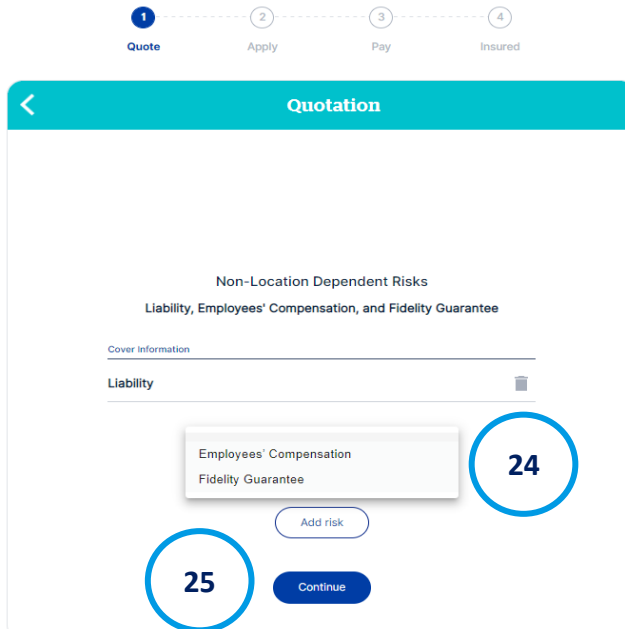 1 2 3 4
Quote Apply Pay Insured
Quotation
Non-Location Dependent Risks
Liability, Employees' Compensation, and Fidelity Guarantee
Cover Information
Liability
Employees' Compensation
Fidelity Guarantee
24
Add risk
25
Continue